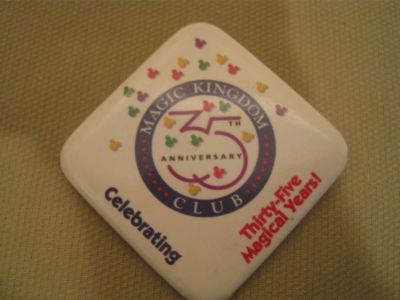 MAGIC KINGDOM
35TH
ANNIVERSARY
CLUB
Celebrating
Thirty-Five
Magical Years!